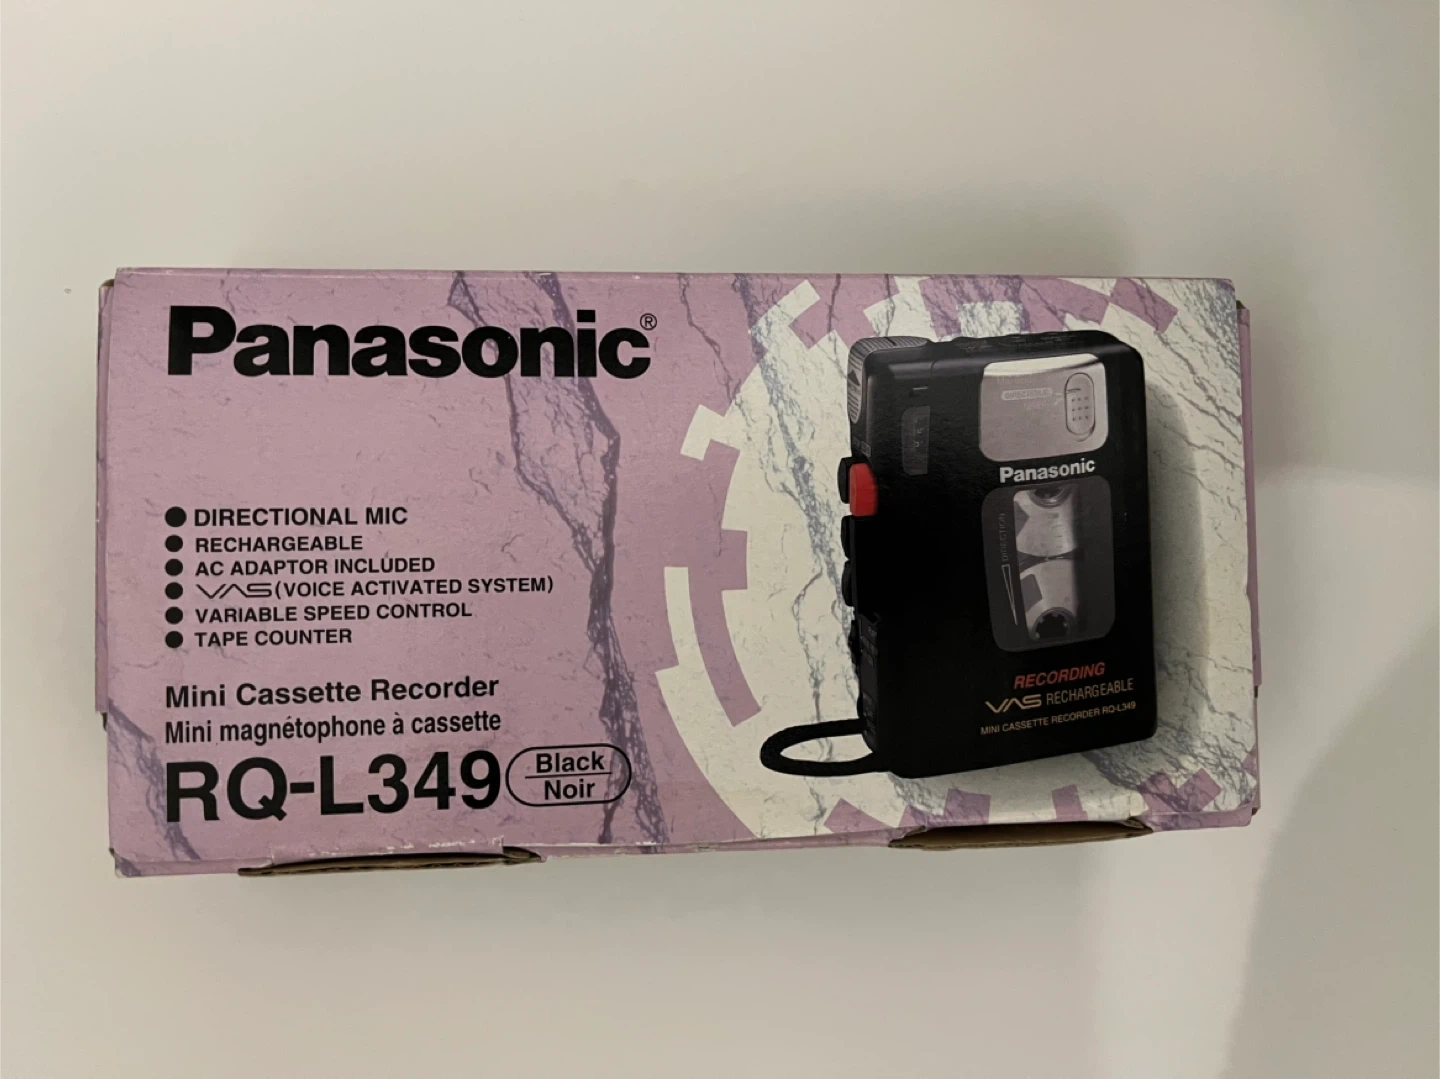 Panasonic®
● DIRECTIONAL MIC
● RECHARGEABLE
● AC ADAPTOR INCLUDED
● VAS (VOICE ACTIVATED SYSTEM)
● VARIABLE SPEED CONTROL
● TAPE COUNTER
Mini Cassette Recorder
Mini magnétophone à cassette
RQ-L349
Black
Noir
Panasonic
DIRECTION
RECORDING
VAS RECHARGEABLE
MINI CASSETTE RECORDER RQ-L349